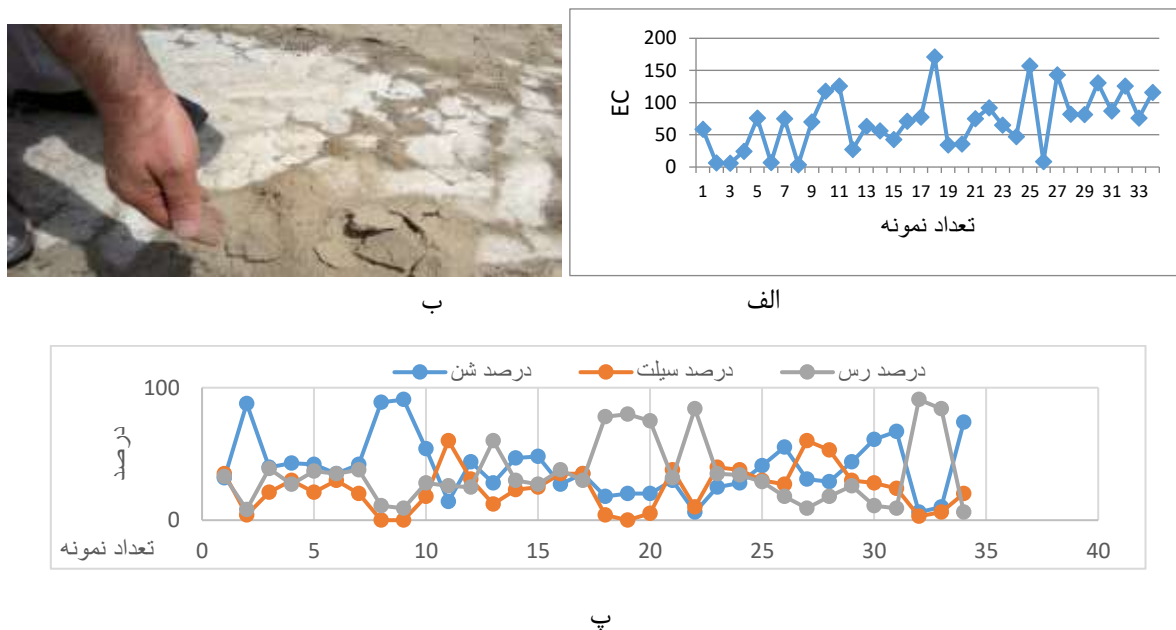 200
150
100
50
0
EC
1 3 5 7 9 11 13 15 17 19 21 23 25 27 29 31 33
تعداد نمونه
الف
ب
درصد شن درصد سیلت درصد رس
100
0
درصد
0 5 10 15 20 25 30 35 40
تعداد نمونه
پ